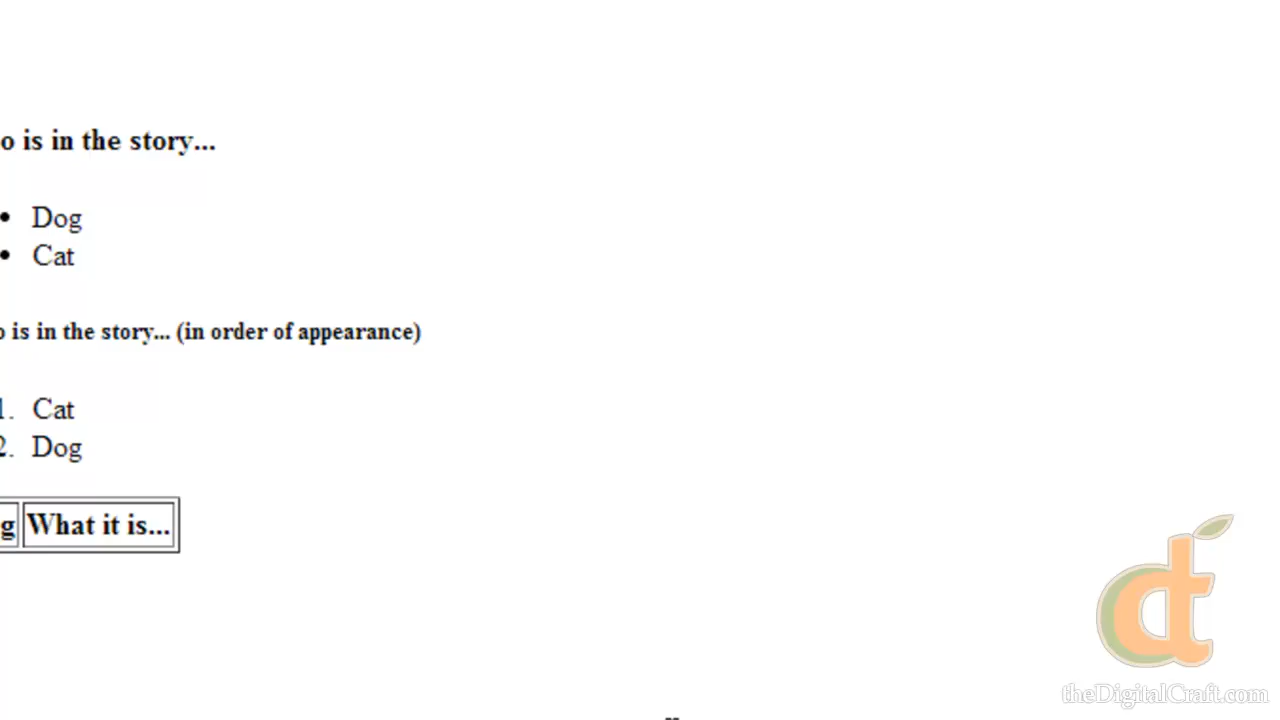 o is in the story...
• Dog
• Cat
o is in the story... (in order of appearance)
1. Cat
2. Dog
g What it is...
theDigitalCraft.com